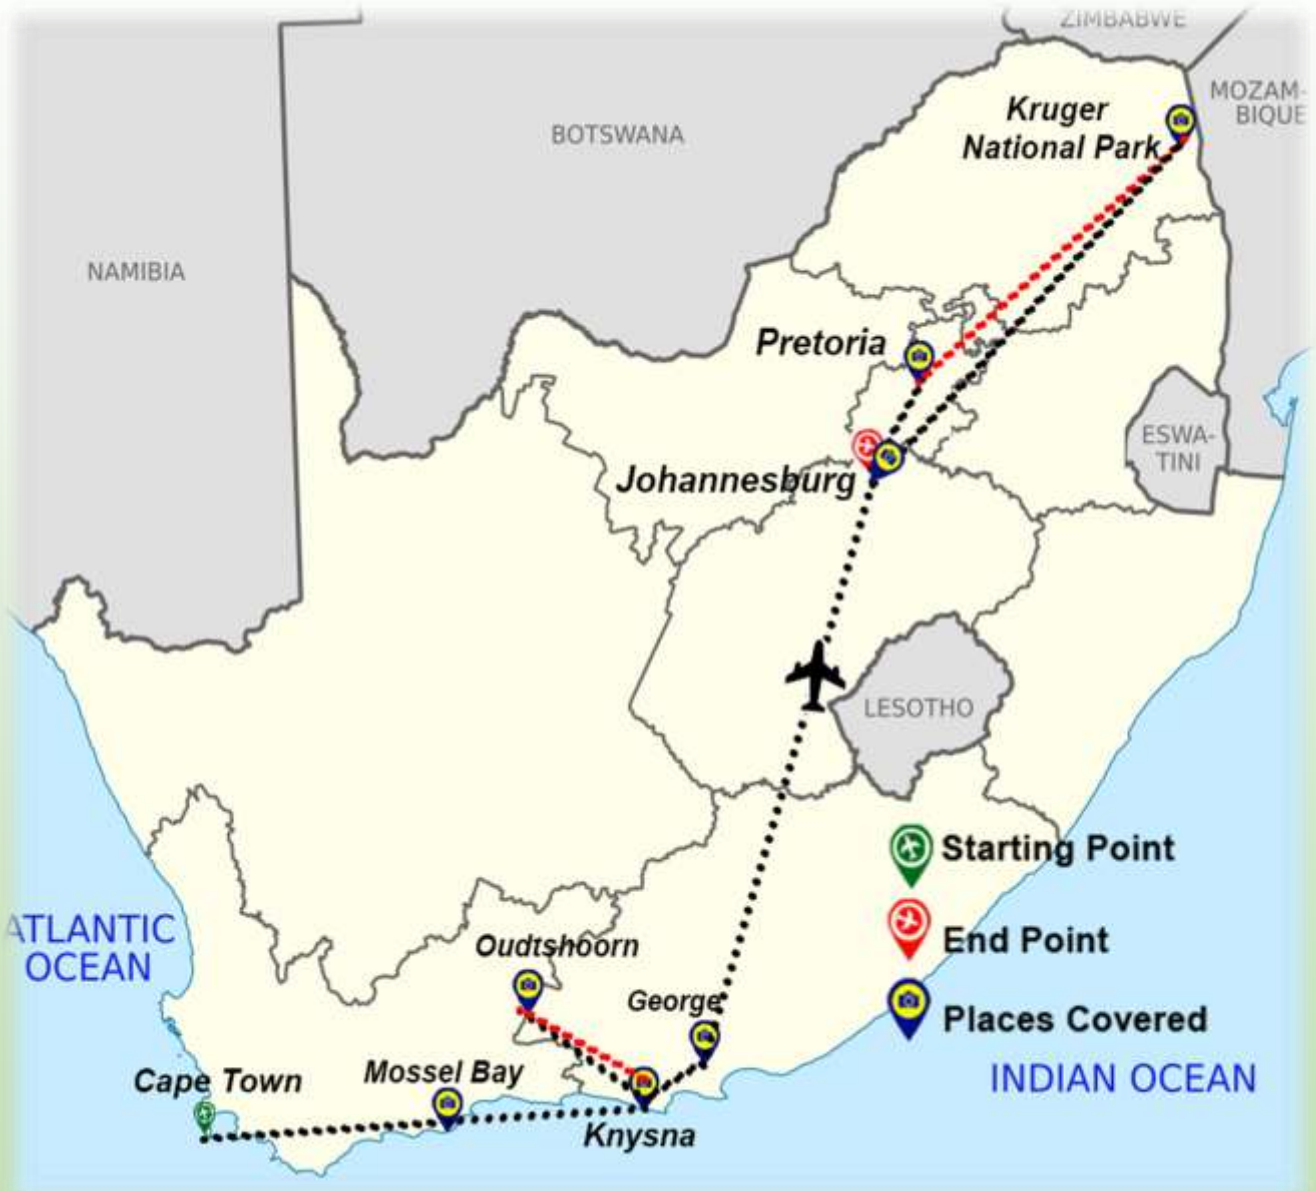 ZIMBABWE
MOZAM-
BIQUE
Kruger
National Park
BOTSWANA
NAMIBIA
Pretoria
ESWA-
TINI
Johannesburg
LESOTHO
Starting Point
End Point
Places Covered
ATLANTIC
OCEAN
Oudtshoorn
George
Mossel Bay
Cape Town
Knysna
INDIAN OCEAN